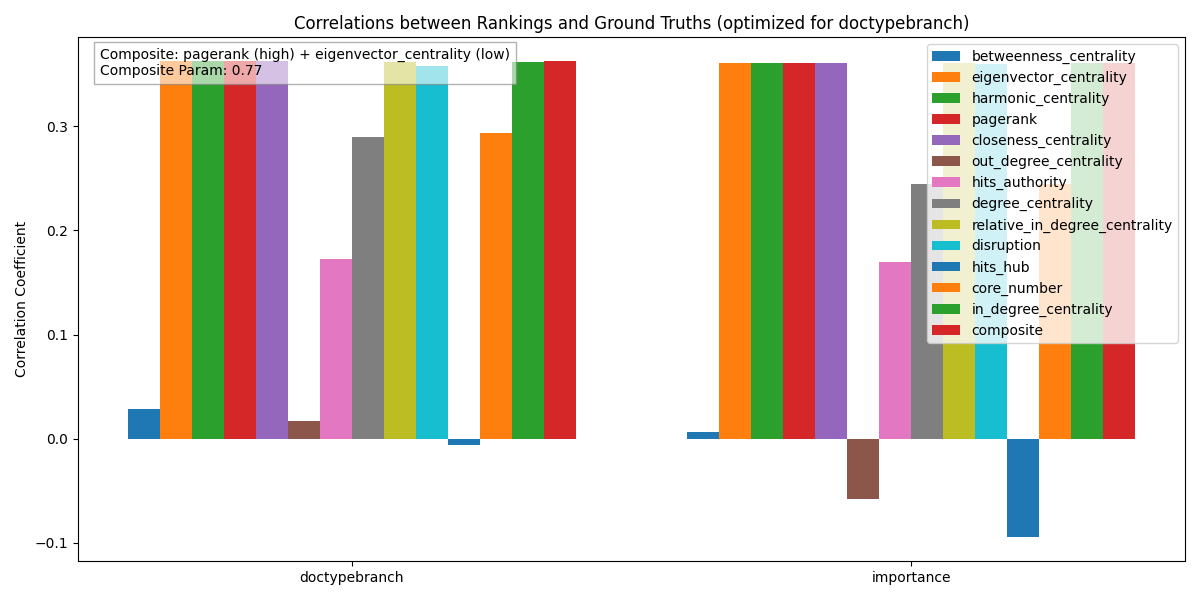 Correlations between Rankings and Ground Truths (optimized for doctypebranch)
Composite: pagerank (high) + eigenvector_centrality (low)
Composite Param: 0.77
betweenness_centrality
eigenvector_centrality
harmonic_centrality
pagerank
closeness_centrality
out_degree_centrality
hits_authority
degree_centrality
relative_in_degree_centrality
disruption
hits_hub
core_number
in_degree_centrality
composite
Correlation Coefficient
0.3
0.2
0.1
0.0
−0.1
doctypebranch
importance